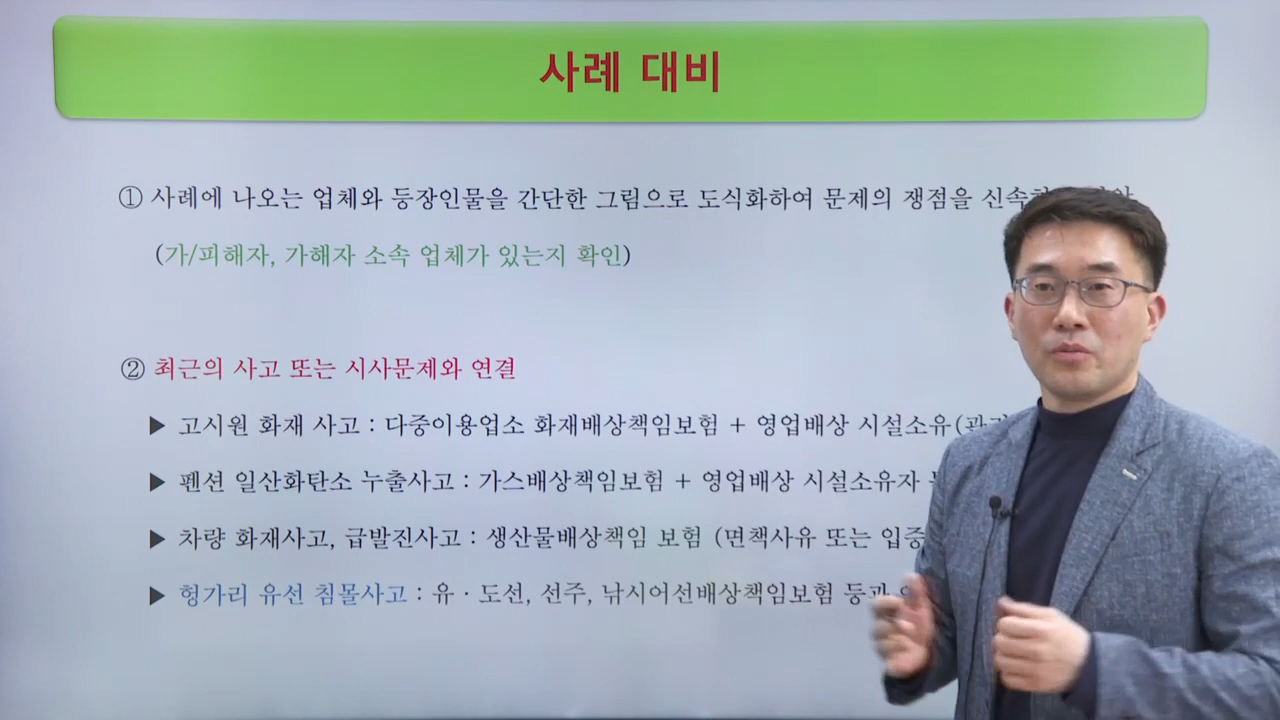 사례 대비
① 사례에 나오는 업체와 등장인물을 간단한 그림으로 도식화하여 문제의 쟁점을
(가/피해자, 가해자 소속 업체가 있는지 확인)
② 최근의 사고 또는 시사문제와 연결
▶ 고시원 화재 사고 : 다중이용업소 화재배상책임보험 + 영업배상 시설소유(
▶ 펜션 일산화탄소 누출사고 : 가스배상책임보험 + 영업배상 시설소유자
▶ 차량 화재사고, 급발진사고 : 생산물배상책임 보험 (면책사유 또는
▶ 헝가리 유선 침몰사고 : 유 · 도선, 선주, 낚시어선배상책임보험 등과